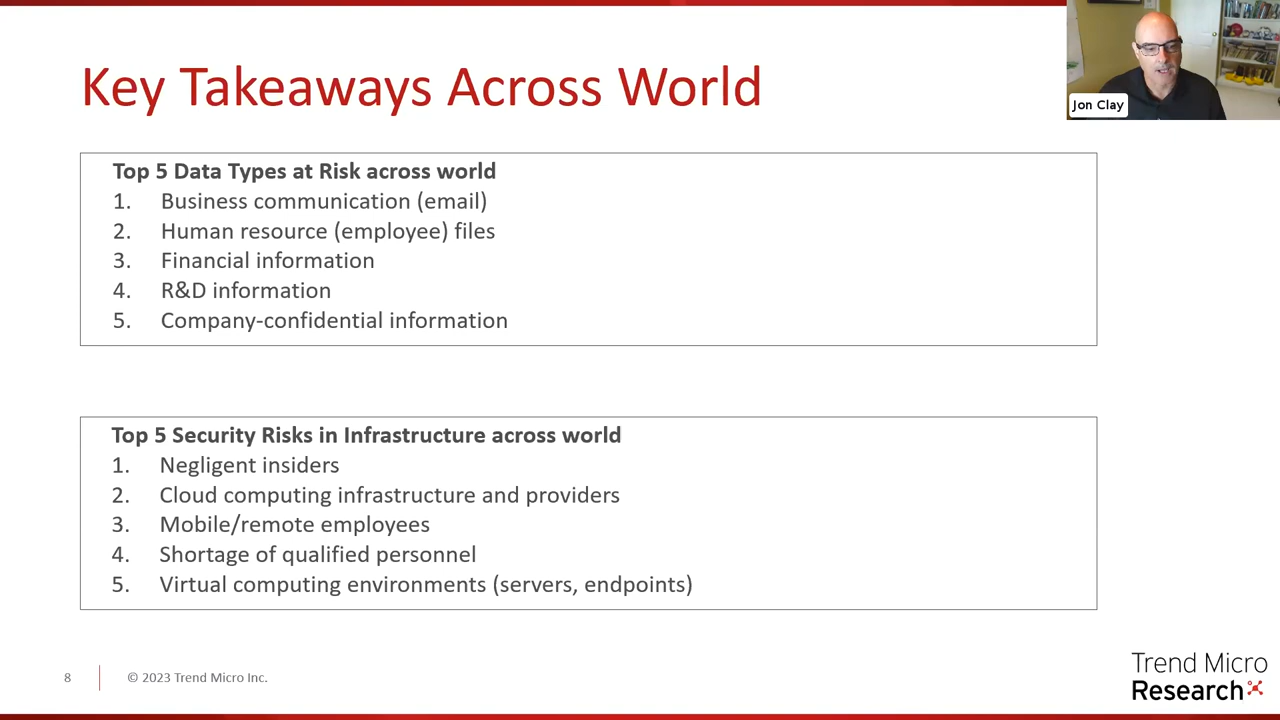 Key Takeaways Across World
Jon Clay
Top 5 Data Types at Risk across world
1. Business communication (email)
2. Human resource (employee) files
3. Financial information
4. R&D information
5. Company-confidential information
Top 5 Security Risks in Infrastructure across world
1. Negligent insiders
2. Cloud computing infrastructure and providers
3. Mobile/remote employees
4. Shortage of qualified personnel
5. Virtual computing environments (servers, endpoints)
8
© 2023 Trend Micro Inc.
Trend Micro
Research